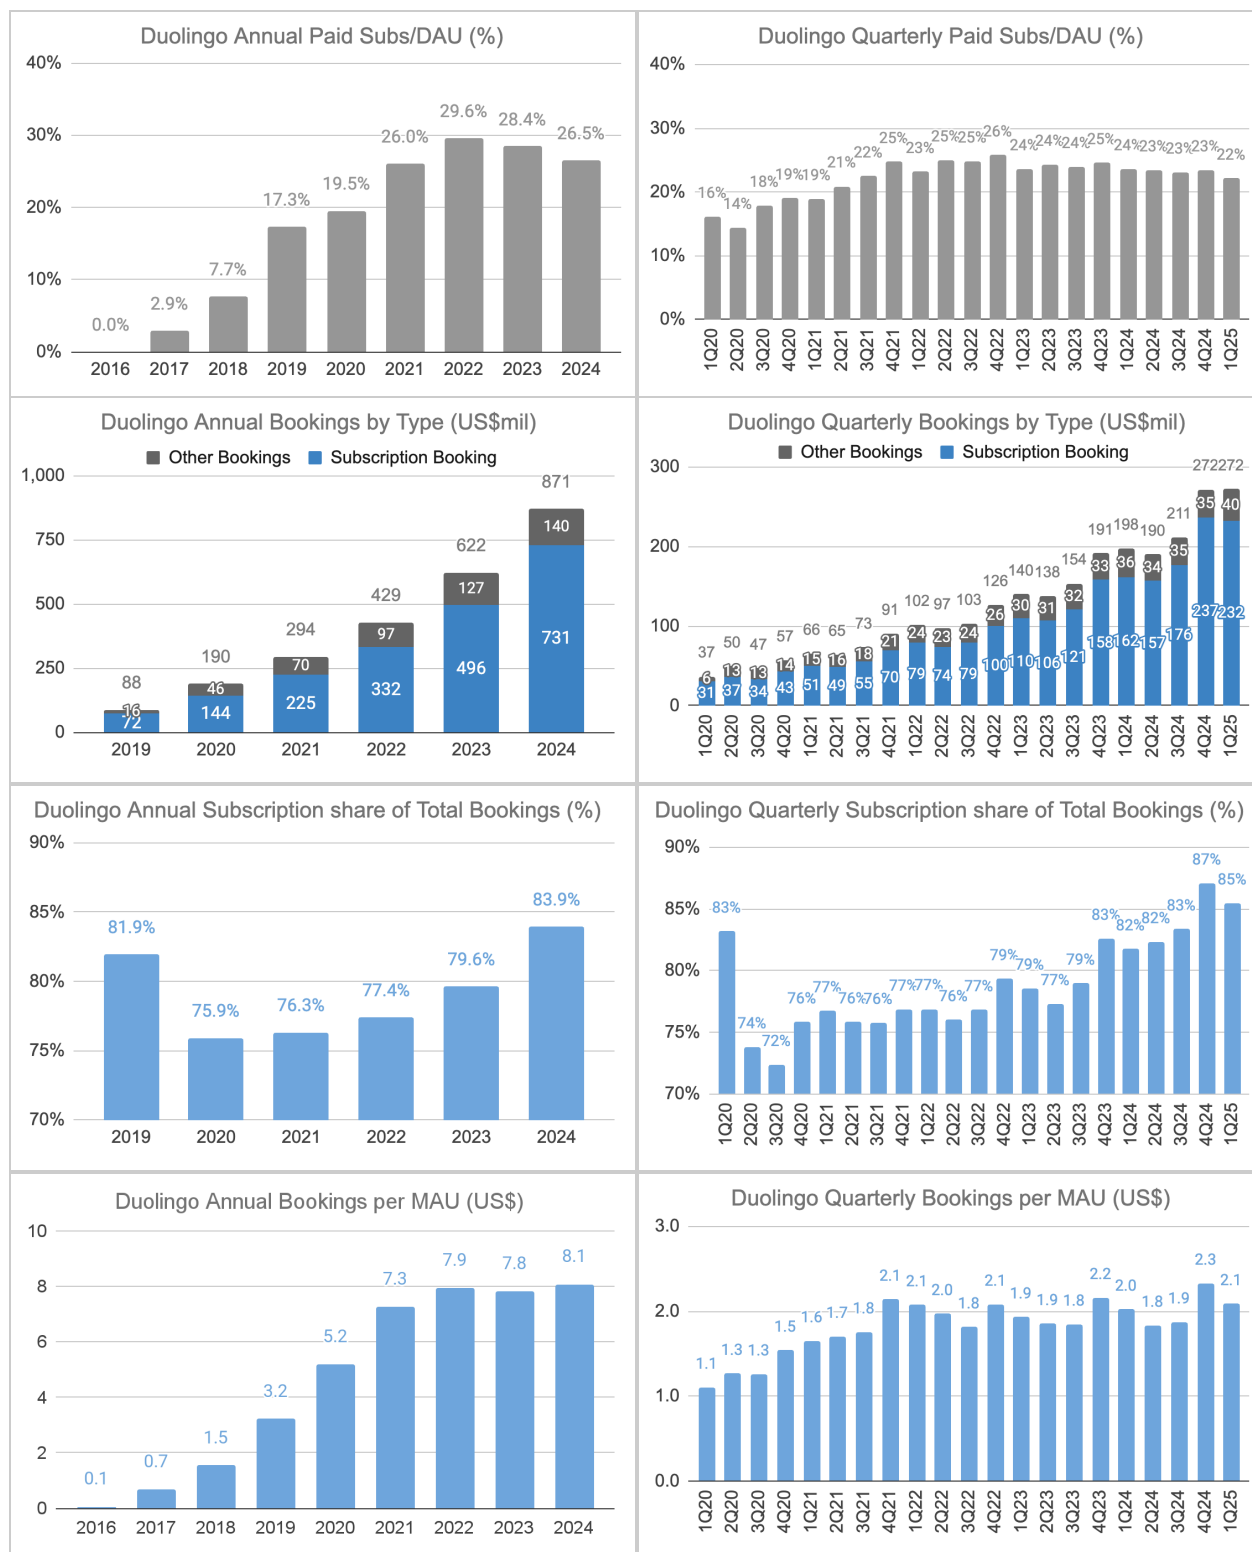 Duolingo Annual Paid Subs/DAU (%)
40%
30%
20%
10%
0%
0.0%
2.9%
7.7%
17.3%
19.5%
26.0%
29.6%
28.4%
26.5%
2016 2017 2018 2019 2020 2021 2022 2023 2024
Duolingo Quarterly Paid Subs/DAU (%)
40%
30%
20%
10%
0%
16% 14% 18% 19% 19% 21% 22% 25% 23% 25% 25% 26% 24% 24% 24% 25% 24% 23% 23% 23% 22%
1Q20 2Q20 3Q20 4Q20 1Q21 2Q21 3Q21 4Q21 1Q22 2Q22 3Q22 4Q22 1Q23 2Q23 3Q23 4Q23 1Q24 2Q24 3Q24 4Q24 1Q25
Duolingo Annual Bookings by Type (US$mil)
Other Bookings Subscription Booking
1,000
750
500
250
0
88 190 294 429 622 871
16 46 70 97 127 140
72 144 225 332 496 731
2019 2020 2021 2022 2023 2024
Duolingo Quarterly Bookings by Type (US$mil)
Other Bookings Subscription Booking
300
200
100
0
37 50 47 57 66 65 73 91 102 97 103 126 140 138 154 191 198 190 211 272 272
6 13 13 14 15 16 18 21 24 23 24 26 30 31 32 33 36 34 35 35 40
31 37 34 43 51 49 55 70 79 74 79 100 110 106 121 158 162 157 176 237 232
1Q20 2Q20 3Q20 4Q20 1Q21 2Q21 3Q21 4Q21 1Q22 2Q22 3Q22 4Q22 1Q23 2Q23 3Q23 4Q23 1Q24 2Q24 3Q24 4Q24 1Q25
Duolingo Annual Subscription share of Total Bookings (%)
90%
85%
80%
75%
70%
81.9% 75.9% 76.3% 77.4% 79.6% 83.9%
2019 2020 2021 2022 2023 2024
Duolingo Quarterly Subscription share of Total Bookings (%)
90%
85%
80%
75%
70%
83% 74% 72% 76% 77% 76% 76% 77% 77% 76% 77% 79% 79% 77% 79% 83% 82% 82% 83% 87% 85%
1Q20 2Q20 3Q20 4Q20 1Q21 2Q21 3Q21 4Q21 1Q22 2Q22 3Q22 4Q22 1Q23 2Q23 3Q23 4Q23 1Q24 2Q24 3Q24 4Q24 1Q25
Duolingo Annual Bookings per MAU (US$)
10
8
6
4
2
0
0.1 0.7 1.5 3.2 5.2 7.3 7.9 7.8 8.1
2016 2017 2018 2019 2020 2021 2022 2023 2024
Duolingo Quarterly Bookings per MAU (US$)
3.0
2.0
1.0
0.0
1.1 1.3 1.3 1.5 1.6 1.7 1.8 2.1 2.1 2.0 1.8 2.1 1.9 1.9 1.8 2.2 2.0 1.8 1.9 2.3 2.1
1Q20 2Q20 3Q20 4Q20 1Q21 2Q21 3Q21 4Q21 1Q22 2Q22 3Q22 4Q22 1Q23 2Q23 3Q23 4Q23 1Q24 2Q24 3Q24 4Q24 1Q25